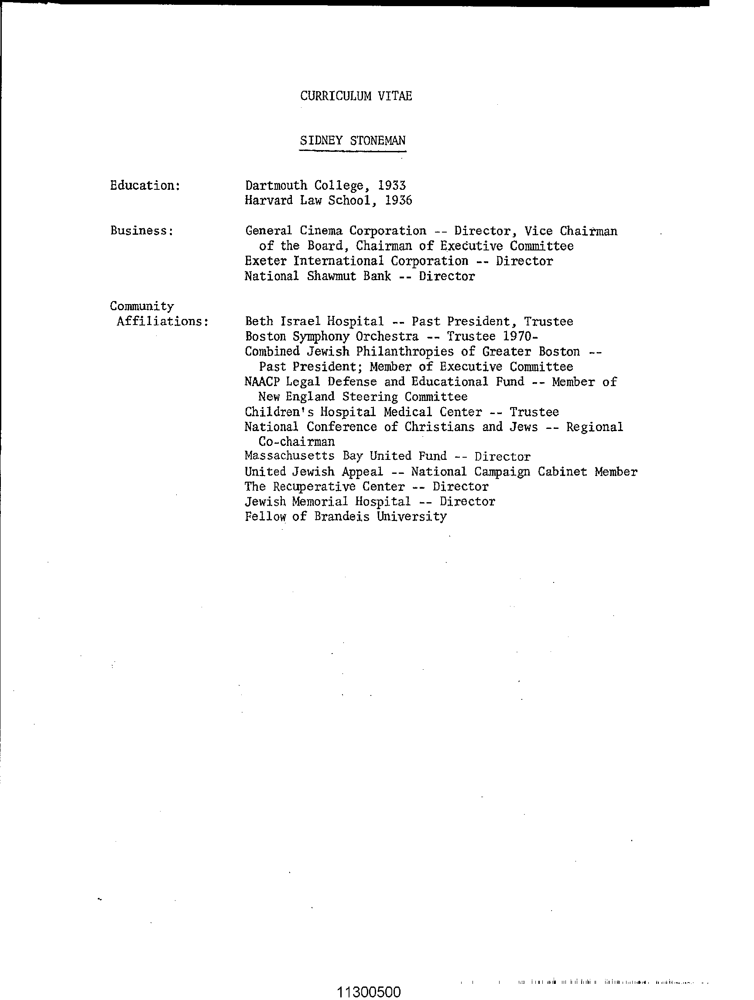 CURRICULUM VITAE
SIDNEY STONEMAN
Education: Dartmouth College, 1933
Harvard Law School, 1936
Business: General Cinema Corporation -- Director, Vice Chairman
of the Board, Chairman of Executive Committee
Exeter International Corporation -- Director
National Shawmut Bank -- Director
Community
Affiliations: Beth Israel Hospital -- Past President, Trustee
Boston Symphony Orchestra -- Trustee 1970-
Combined Jewish Philanthropies of Greater Boston --
Past President; Member of Executive Committee
NAACP Legal Defense and Educational Fund -- Member of
New England Steering Committee
Children's Hospital Medical Center -- Trustee
National Conference of Christians and Jews -- Regional
Co-chairman
Massachusetts Bay United Fund -- Director
United Jewish Appeal -- National Campaign Cabinet Member
The Recuperative Center -- Director
Jewish Memorial Hospital -- Director
Fellow of Brandeis University
11300500